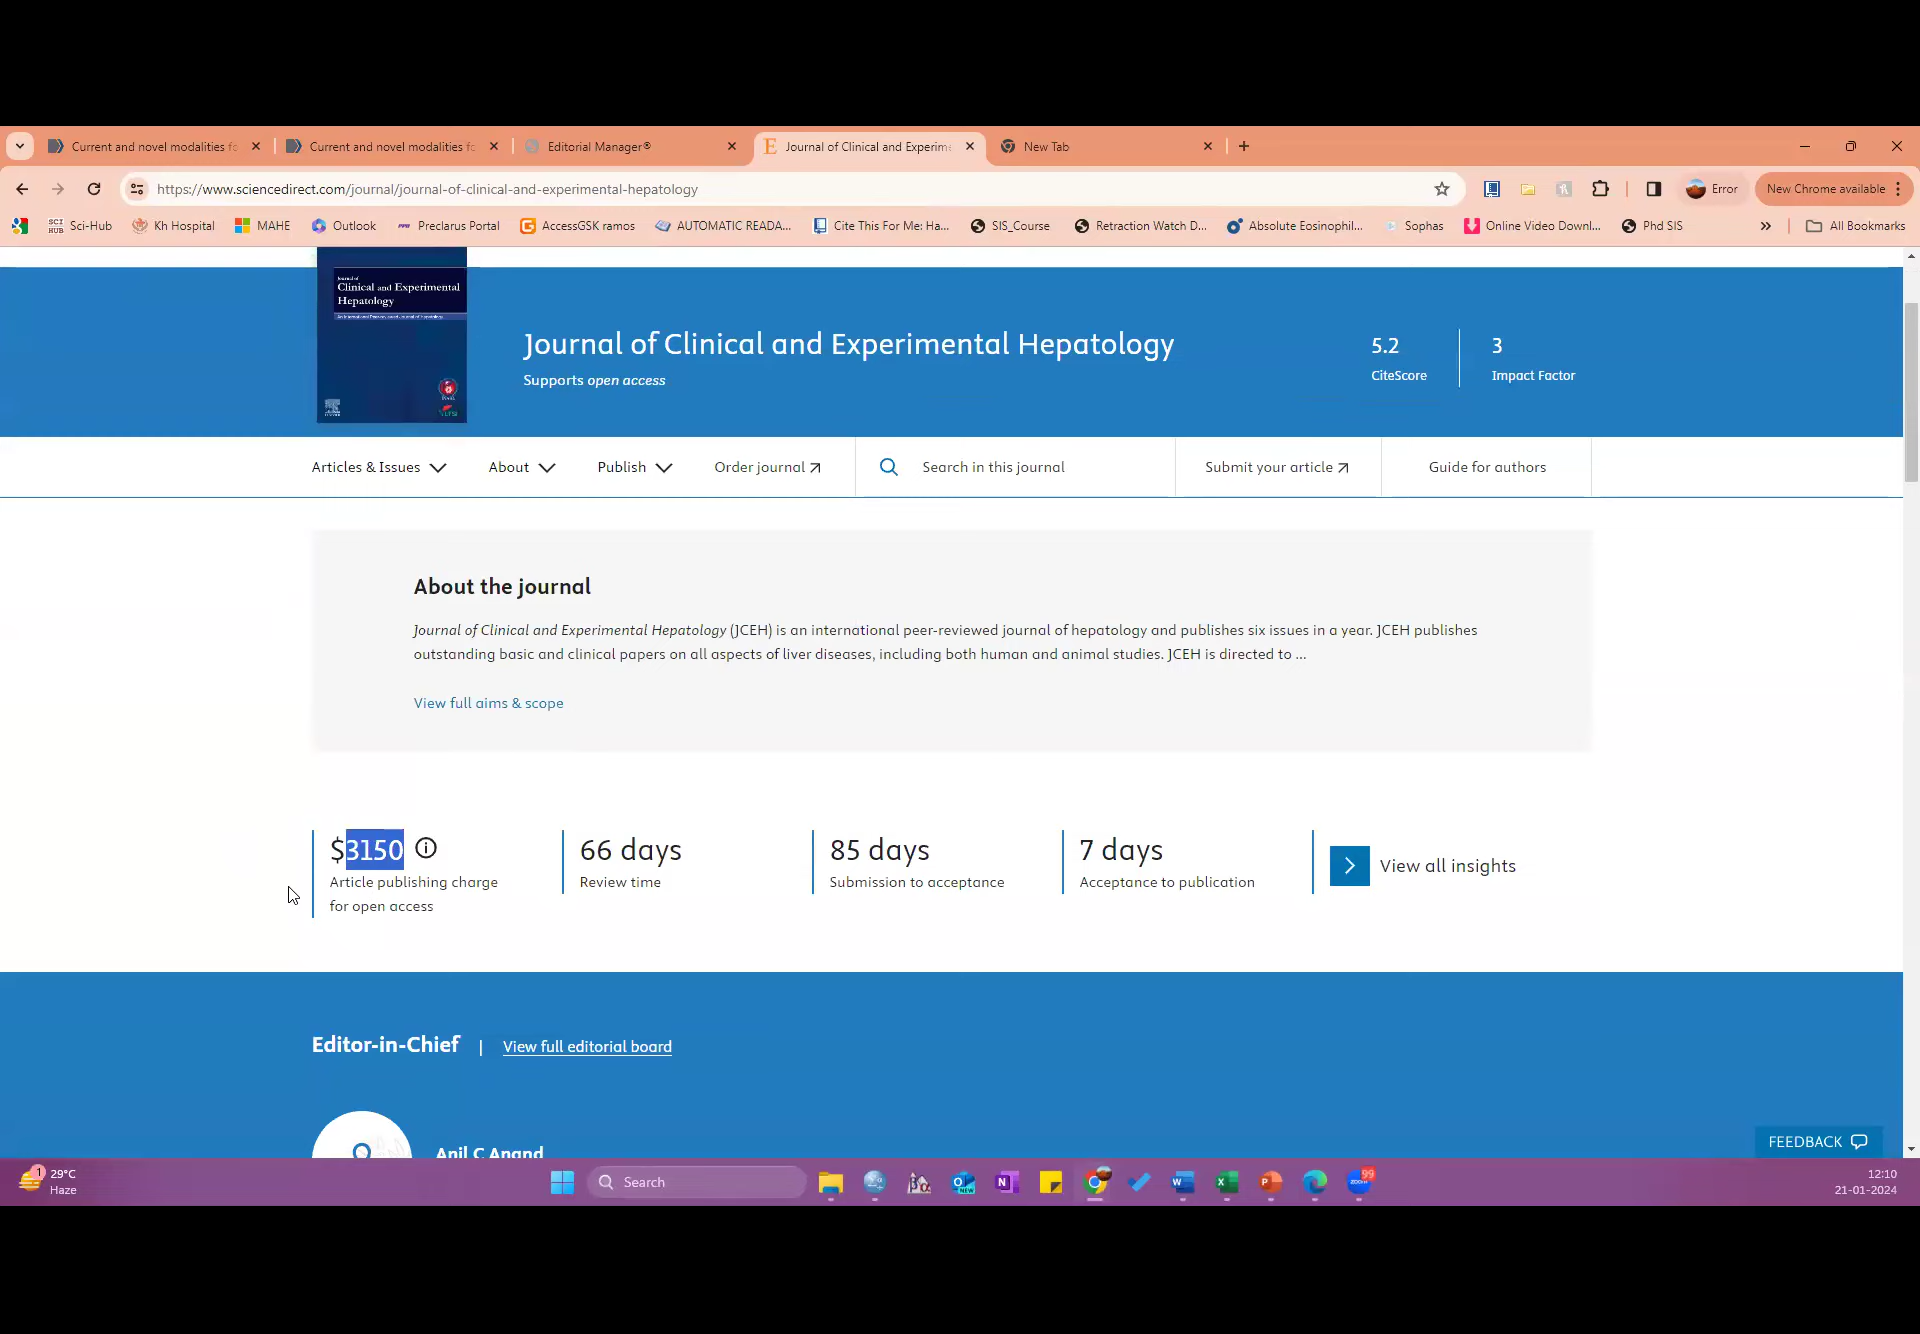 Current and novel modalities fo
Current and novel modalities fo
Editorial Manager®
Journal of Clinical and Experime
New Tab
https://www.sciencedirect.com/journal/journal-of-clinical-and-experimental-hepatology
Error
New Chrome available
SCI HUB Sci-Hub
Kh Hospital
MAHE
Outlook
Preclarus Portal
AccessGSK ramos
AUTOMATIC READA...
Cite This For Me: Ha...
SIS_Course
Retraction Watch D...
Absolute Eosinophil...
Sophas
Online Video Downl...
Phd SIS
All Bookmarks
Journal of
Clinical and Experimental
Hepatology
Journal of Clinical and Experimental Hepatology
Supports open access
5.2
CiteScore
3
Impact Factor
Articles & Issues
About
Publish
Order journal
Search in this journal
Submit your article
Guide for authors
About the journal
Journal of Clinical and Experimental Hepatology (JCEH) is an international peer-reviewed journal of hepatology and publishes six issues in a year. JCEH publishes
outstanding basic and clinical papers on all aspects of liver diseases, including both human and animal studies. JCEH is directed to ...
View full aims & scope
$3150
Article publishing charge
for open access
66 days
Review time
85 days
Submission to acceptance
7 days
Acceptance to publication
View all insights
Editor-in-Chief | View full editorial board
Anil C Anand
FEEDBACK
1
29°C
Haze
Search
NEW
99
zoom
12:10
21-01-2024